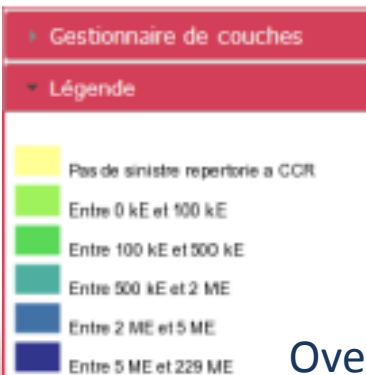 Gestionnaire de couches
Légende
Pas de sinistre repertorie a CCR
Entre 0 kE et 100 kE
Entre 100 kE et 500 kE
Entre 500 kE et 2 ME
Entre 2 ME et 5 ME
Entre 5 ME et 229 ME
Ove